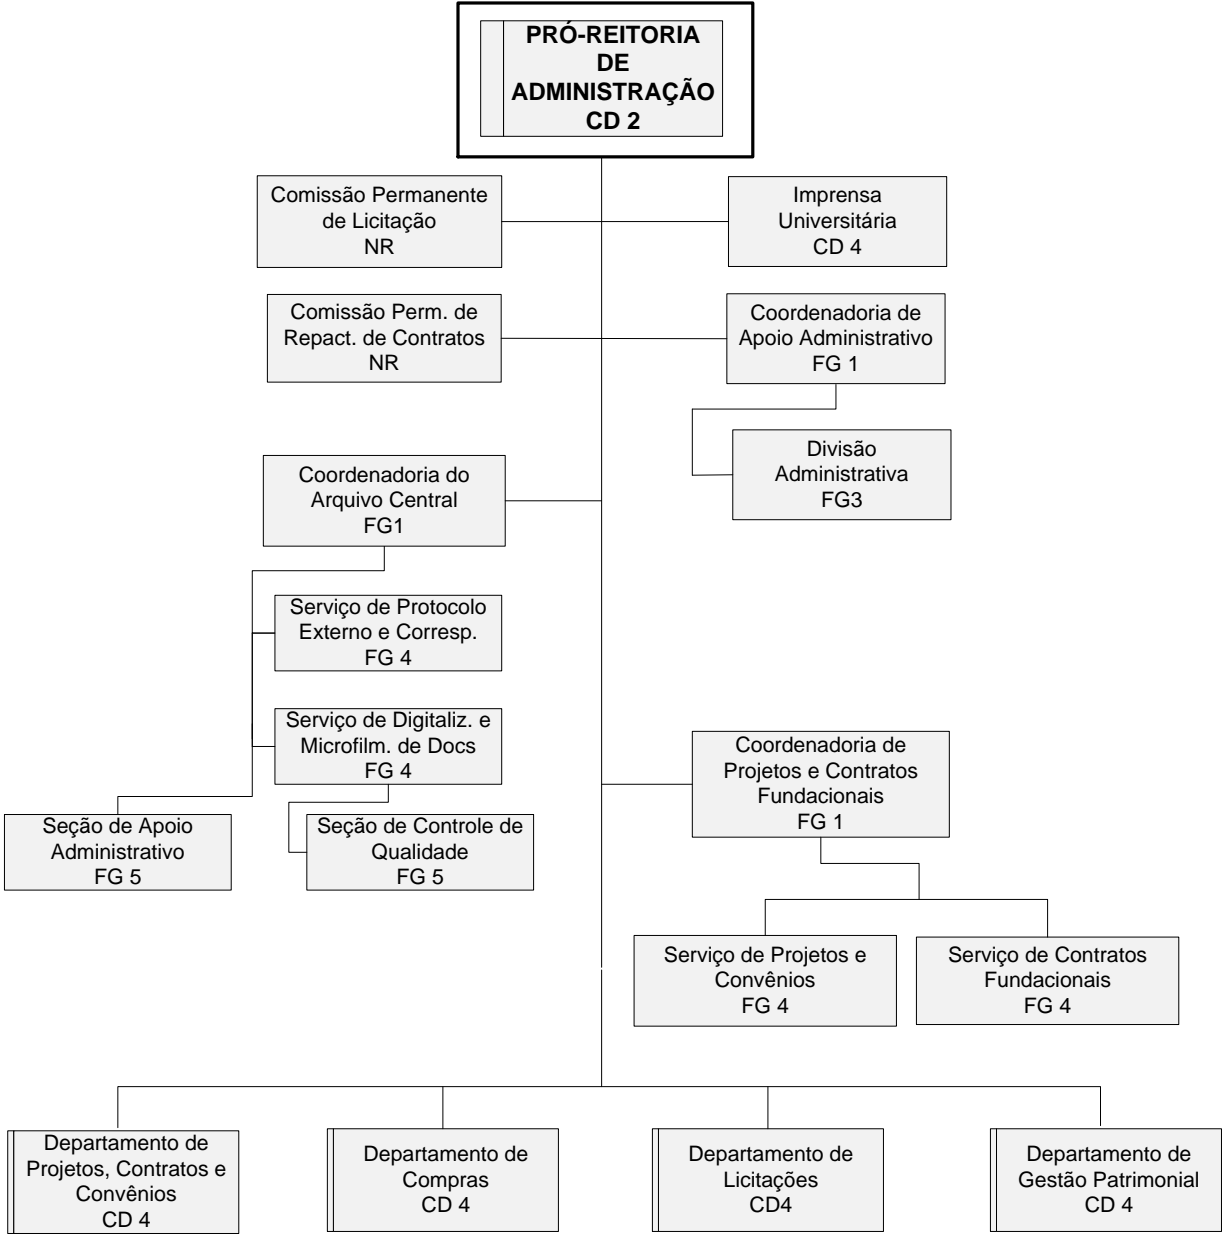 PRÓ-REITORIA
DE
ADMINISTRAÇÃO
CD 2
Comissão Permanente
de Licitação
NR
Imprensa
Universitária
CD 4
Comissão Perm. de
Repact. de Contratos
NR
Coordenadoria de
Apoio Administrativo
FG 1
Divisão
Administrativa
FG3
Coordenadoria do
Arquivo Central
FG1
Serviço de Protocolo
Externo e Corresp.
FG 4
Serviço de Digitaliz. e
Microfilm. de Docs
FG 4
Seção de Apoio
Administrativo
FG 5
Seção de Controle de
Qualidade
FG 5
Coordenadoria de
Projetos e Contratos
Fundacionais
FG 1
Serviço de Projetos e
Convênios
FG 4
Serviço de Contratos
Fundacionais
FG 4
Departamento de
Projetos, Contratos e
Convênios
CD 4
Departamento de
Compras
CD 4
Departamento de
Licitações
CD4
Departamento de
Gestão Patrimonial
CD 4